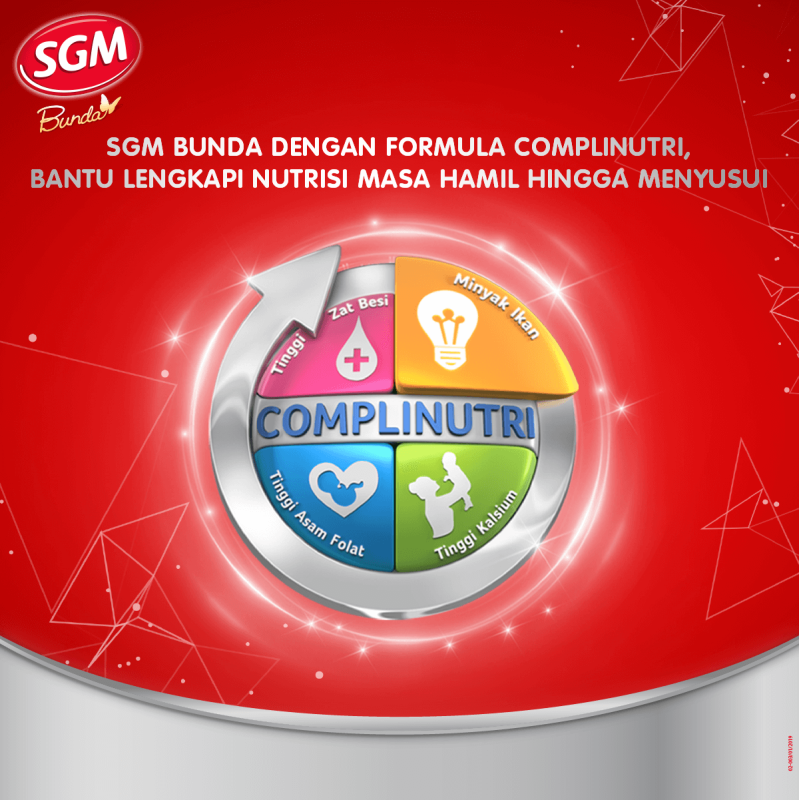 SGM
Bunda
SGM BUNDA DENGAN FORMULA COMPLINUTRI,
BANTU LENGKAPI NUTRISI MASA HAMIL HINGGA MENYUSUI
Tinggi Zat Besi
Minyak Ikan
COMPLINUTRI
Tinggi Asam Folat
Tinggi Kalsium